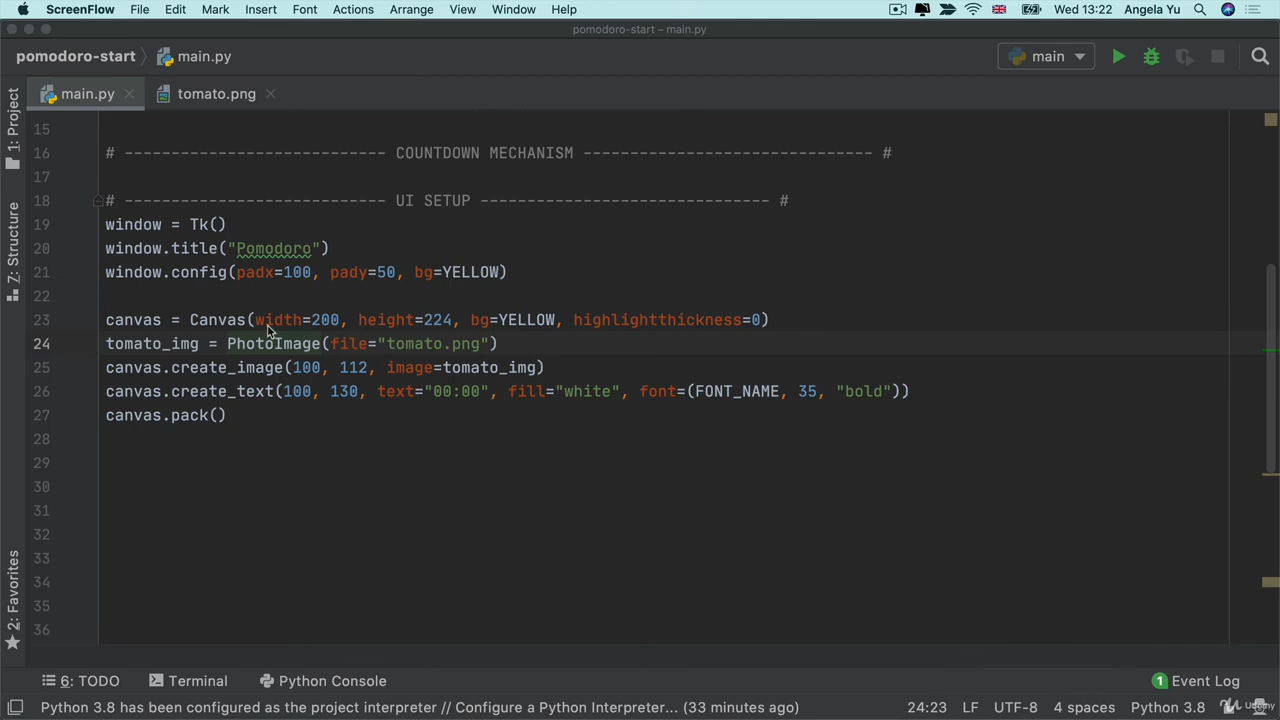 ScreenFlow File Edit Mark Insert Font Actions Arrange View Window Help Wed 13:22 Angela Yu
pomodoro-start – main.py
pomodoro-start main.py main
main.py tomato.png
1: Project
Z: Structure
2: Favorites
15
16 # --------------------------- COUNTDOWN MECHANISM ------------------------------- #
17
18 # --------------------------- UI SETUP ------------------------------- #
19 window = Tk()
20 window.title("Pomodoro")
21 window.config(padx=100, pady=50, bg=YELLOW)
22
23 canvas = Canvas(width=200, height=224, bg=YELLOW, highlightthickness=0)
24 tomato_img = PhotoImage(file="tomato.png")
25 canvas.create_image(100, 112, image=tomato_img)
26 canvas.create_text(100, 130, text="00:00", fill="white", font=(FONT_NAME, 35, "bold"))
27 canvas.pack()
28
29
30
31
32
33
34
35
36
6: TODO Terminal Python Console 1 Event Log
Python 3.8 has been configured as the project interpreter // Configure a Python Interpreter... (33 minutes ago) 24:23 LF UTF-8 4 spaces Python 3.8 Udemy